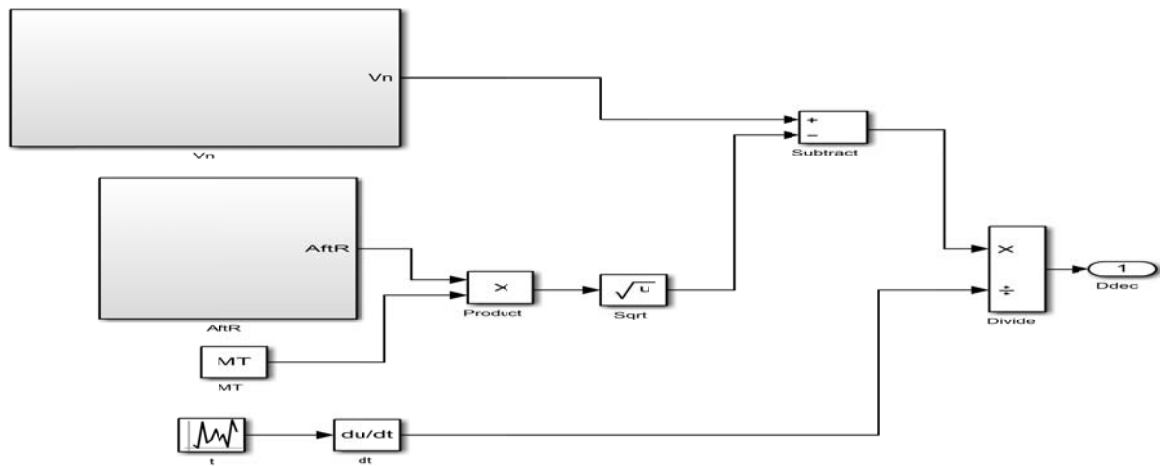 Vn
Vn
+
−
Subtract
AftR
AftR
×
Product
√u
Sqrt
×
÷
Divide
1
Ddec
MT
MT
t
du/dt
dt